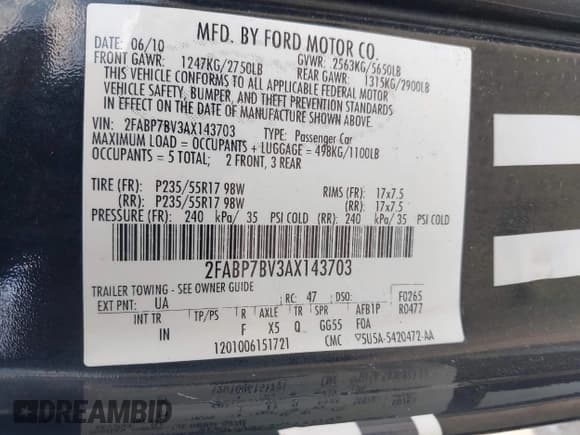 MFD. BY FORD MOTOR CO.
DATE: 06/10 GVWR: 2563KG/5650LB
FRONT GAWR: 1247KG/2750LB REAR GAWR: 1315KG/2900LB
THIS VEHICLE CONFORMS TO ALL APPLICABLE FEDERAL MOTOR
VEHICLE SAFETY, BUMPER, AND THEFT PREVENTION STANDARDS
IN EFFECT ON THE DATE OF MANUFACTURE SHOWN ABOVE.
VIN: 2FABP7BV3AX143703 TYPE: Passenger Car
MAXIMUM LOAD = OCCUPANTS + LUGGAGE = 498KG/1100LB
OCCUPANTS = 5 TOTAL; 2 FRONT, 3 REAR
TIRE (FR): P235/55R17 98W RIMS (FR): 17x7.5
(RR): P235/55R17 98W (RR): 17x7.5
PRESSURE (FR): 240 kPa/ 35 PSI COLD (RR): 240 kPa/ 35 PSI COLD
2FABP7BV3AX143703
TRAILER TOWING - SEE OWNER GUIDE
EXT PNT: UA RC: 47 DSO: F0265
INT TR TP/PS R AXLE TR SPR AFB1P R0477
IN F X5 Q GG55 FOA
1201006151721 CMC 5U5A-5420472-AA
DREAMBID